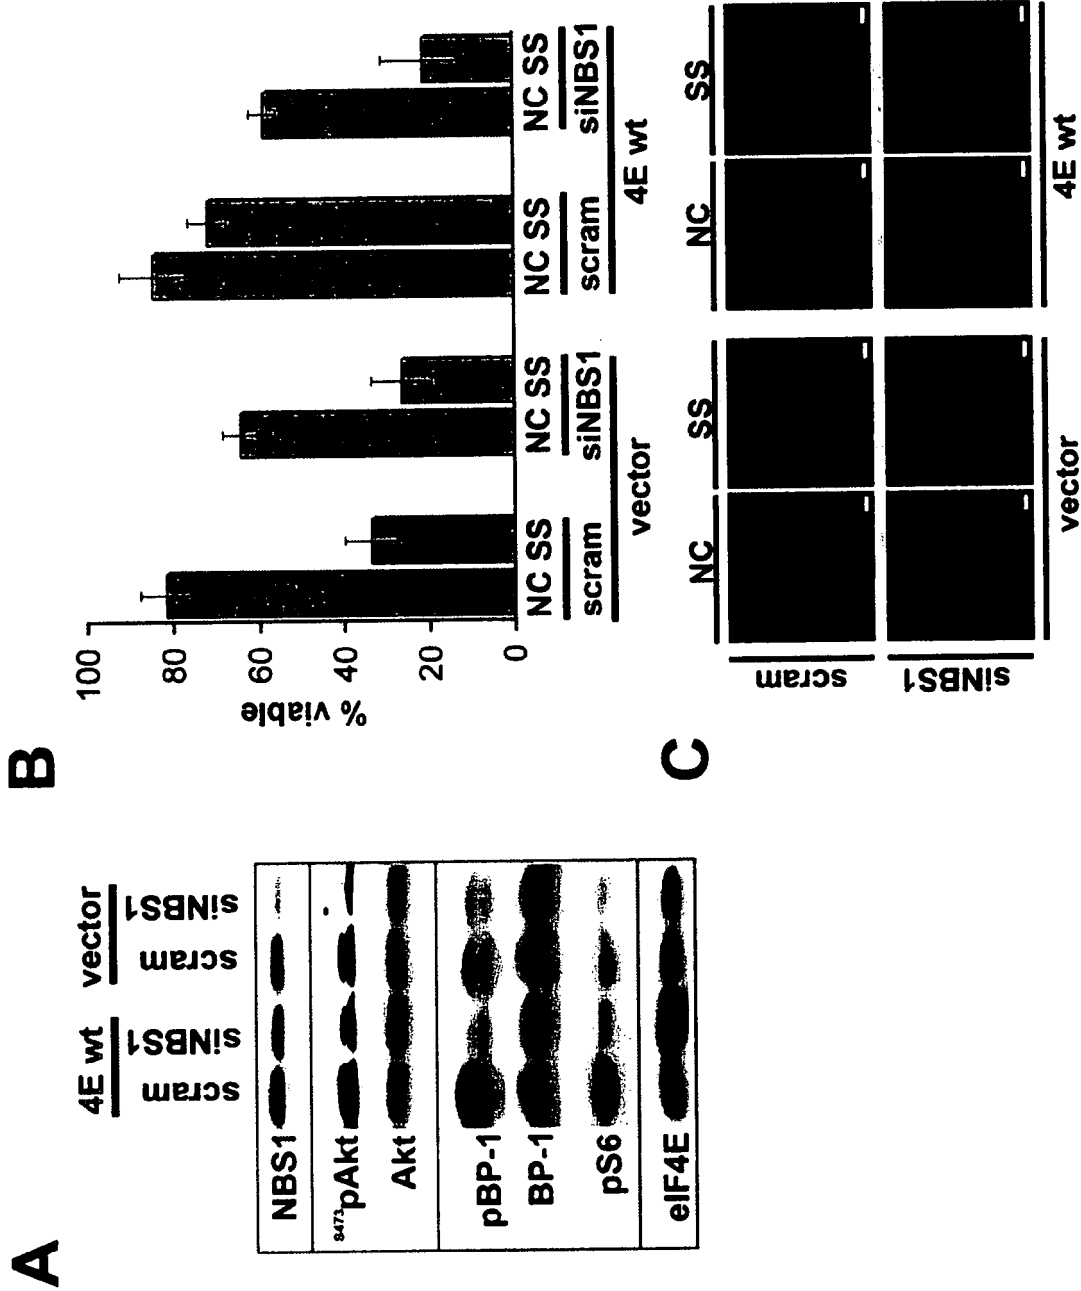 A
4E wt vector
scram siNBS1 scram siNBS1
NBS1
S473pAkt
Akt
pBP-1
BP-1
pS6
eIF4E
B
% viable
100
80
60
40
20
0
NC SS NC SS NC SS NC SS
scram siNBS1 scram siNBS1
vector 4E wt
C
NC SS NC SS
scram
siNBS1
vector 4E wt